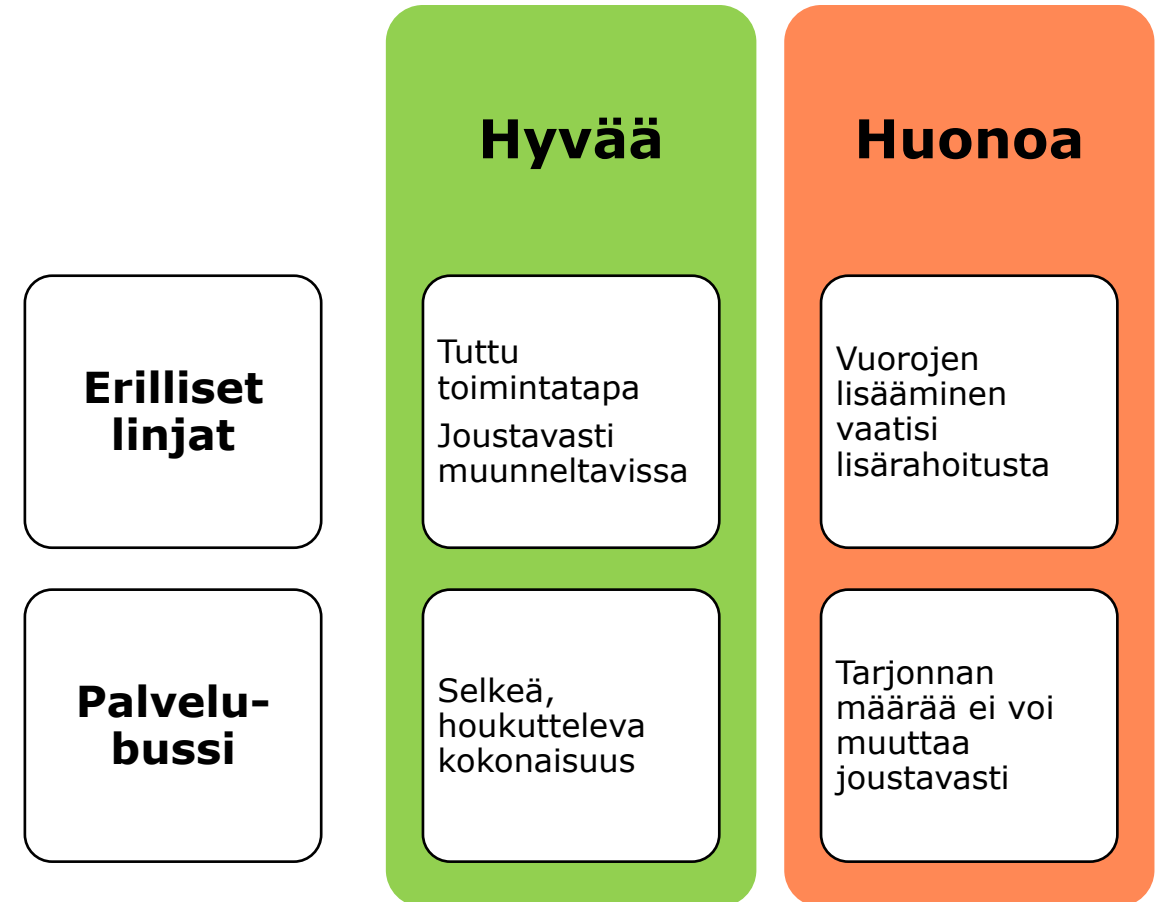 Hyvää
Huonoa
Erilliset
linjat
Tuttu
toimintatapa
Joustavasti
muunneltavissa
Vuorojen
lisääminen
vaatisi
lisärahoitusta
Palvelu-
bussi
Selkeä,
houkutteleva
kokonaisuus
Tarjonnan
määrää ei voi
muuttaa
joustavasti